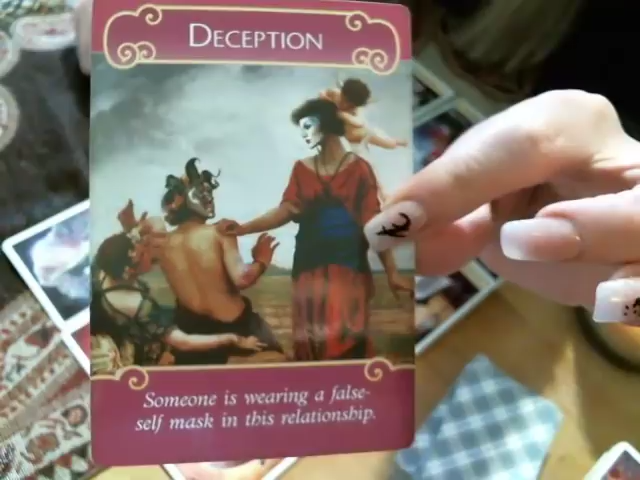 DECEPTION
Someone is wearing a false-
self mask in this relationship.